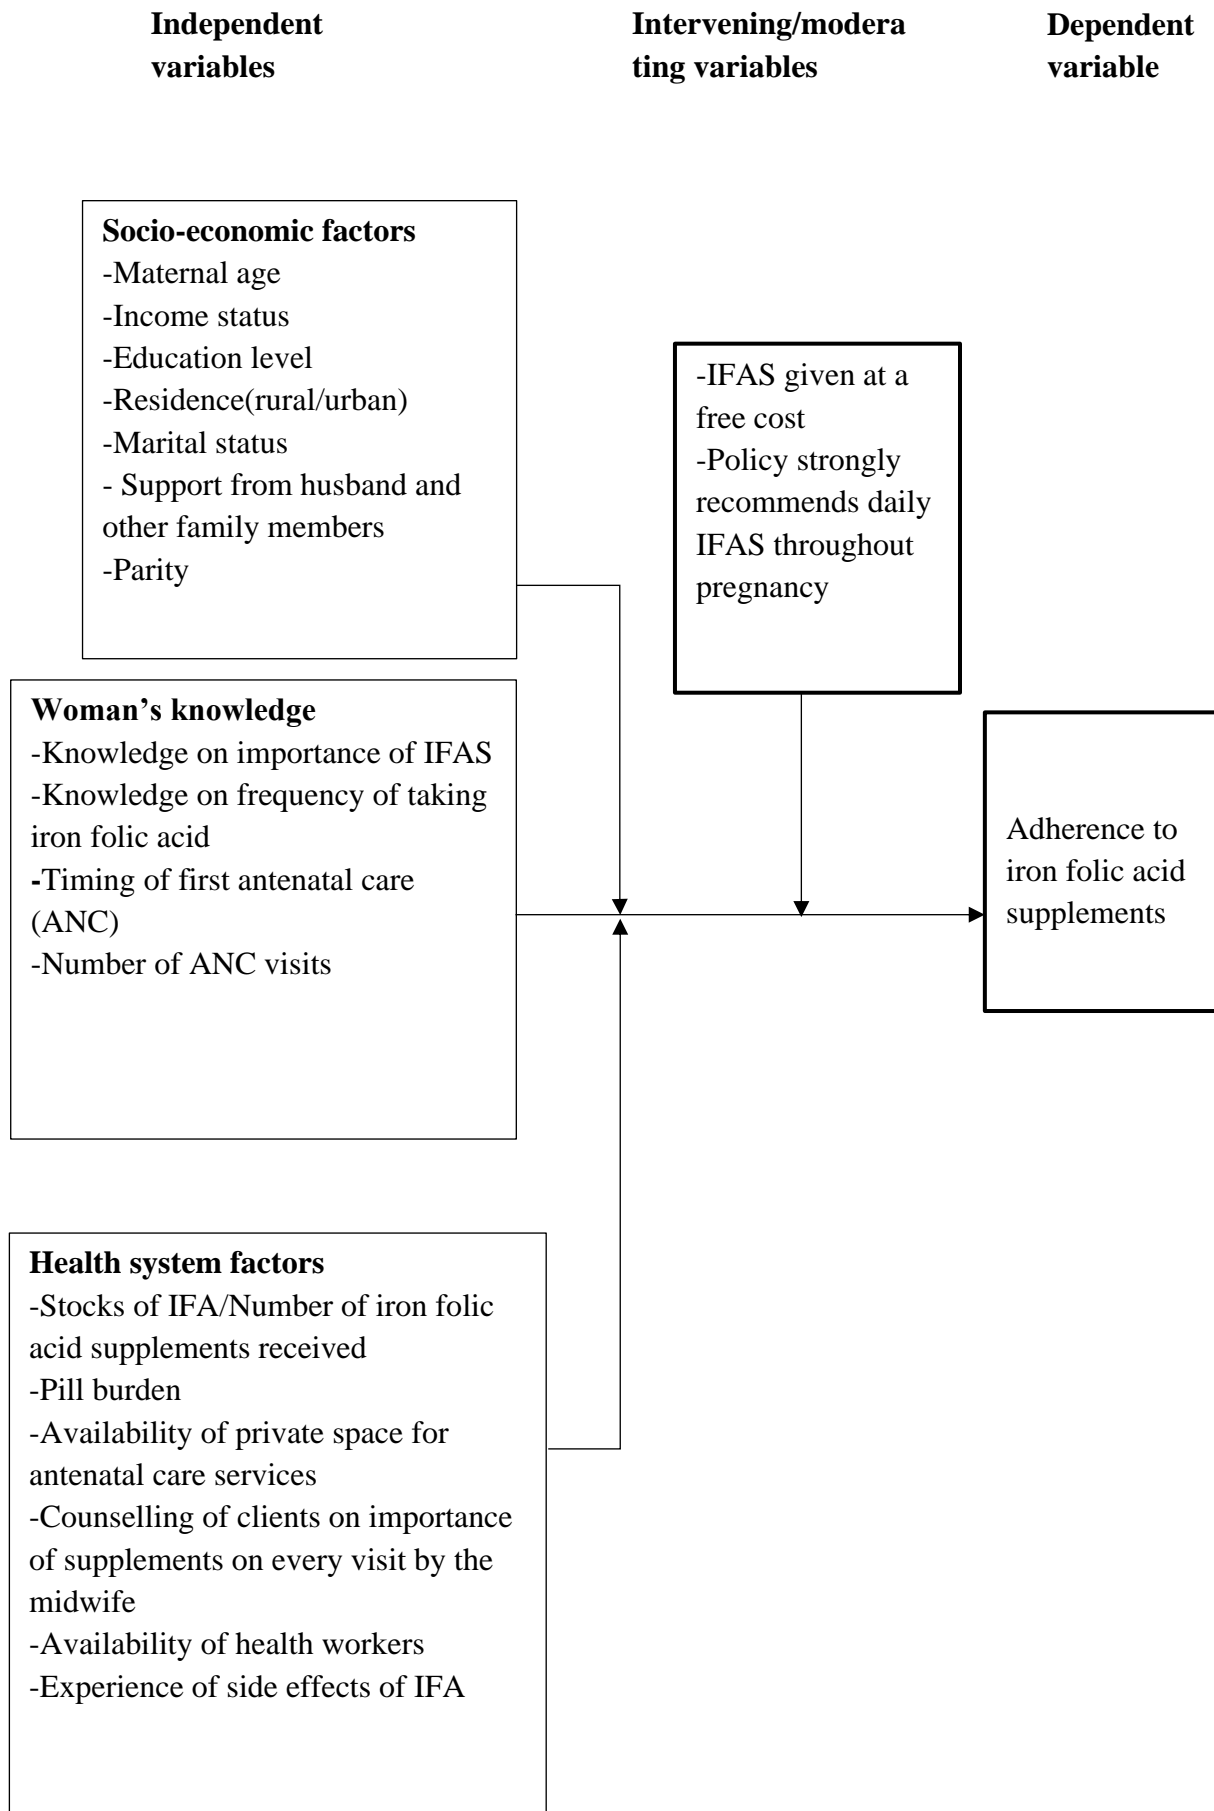 Independent
variables
Intervening/modera
ting variables
Dependent
variable
Socio-economic factors
-Maternal age
-Income status
-Education level
-Residence(rural/urban)
-Marital status
- Support from husband and
other family members
-Parity
-IFAS given at a
free cost
-Policy strongly
recommends daily
IFAS throughout
pregnancy
Woman’s knowledge
-Knowledge on importance of IFAS
-Knowledge on frequency of taking
iron folic acid
-Timing of first antenatal care
(ANC)
-Number of ANC visits
Adherence to
iron folic acid
supplements
Health system factors
-Stocks of IFA/Number of iron folic
acid supplements received
-Pill burden
-Availability of private space for
antenatal care services
-Counselling of clients on importance
of supplements on every visit by the
midwife
-Availability of health workers
-Experience of side effects of IFA